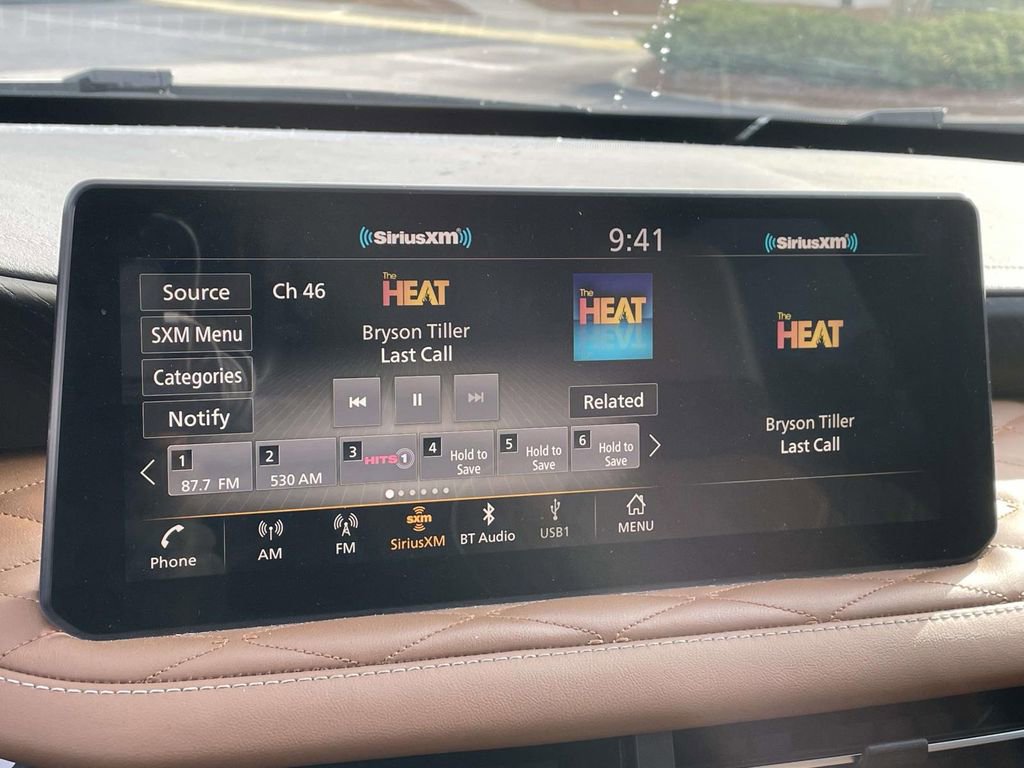 SiriusXM
9:41
SiriusXM
Source
Ch 46
The HEAT
The HEAT
The HEAT
SXM Menu
Bryson Tiller
Last Call
Categories
Notify
Related
Bryson Tiller
Last Call
1
87.7 FM
2
530 AM
3
HITS 1
4
Hold to
Save
5
Hold to
Save
6
Hold to
Save
Phone
AM
FM
sxm
SiriusXM
BT Audio
USB1
MENU